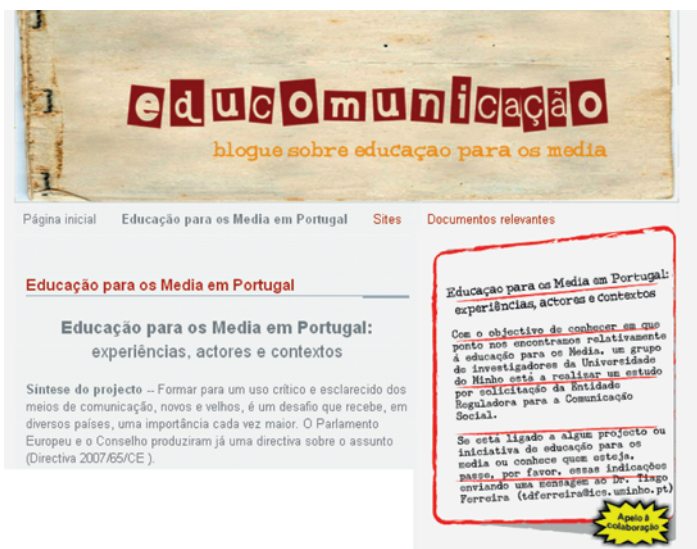 educomunicação
blogue sobre educaçao para os media
Página inicial Educação para os Media em Portugal Sites Documentos relevantes
Educação para os Media em Portugal
Educação para os Media em Portugal:
experiências, actores e contextos
Síntese do projecto – Formar para um uso crítico e esclarecido dos
meios de comunicação, novos e velhos, é um desafio que recebe, em
diversos países, uma importância cada vez maior. O Parlamento
Europeu e o Conselho produziram já uma directiva sobre o assunto
(Directiva 2007/65/CE ).
Educaçao para os Media em Portugal:
experiências, actores e contextos
Com o objectivo de conhecer em que
ponto nos encontramos relativamente
á educação para os Media, um grupo
de investigadores da Universidade
do Minho está a realizar um estudo
por solicitação da Entidade
Reguladora para a Comunicação
Social.
Se está ligado a algum projecto ou
iniciativa de educação para os
media ou conhece quem esteja,
passe, por favor, essas indicações
enviando uma mensagem ao Dr. Tiago
Ferreira (tdferreira@ics.uminho.pt)
Apelo à
colaboração